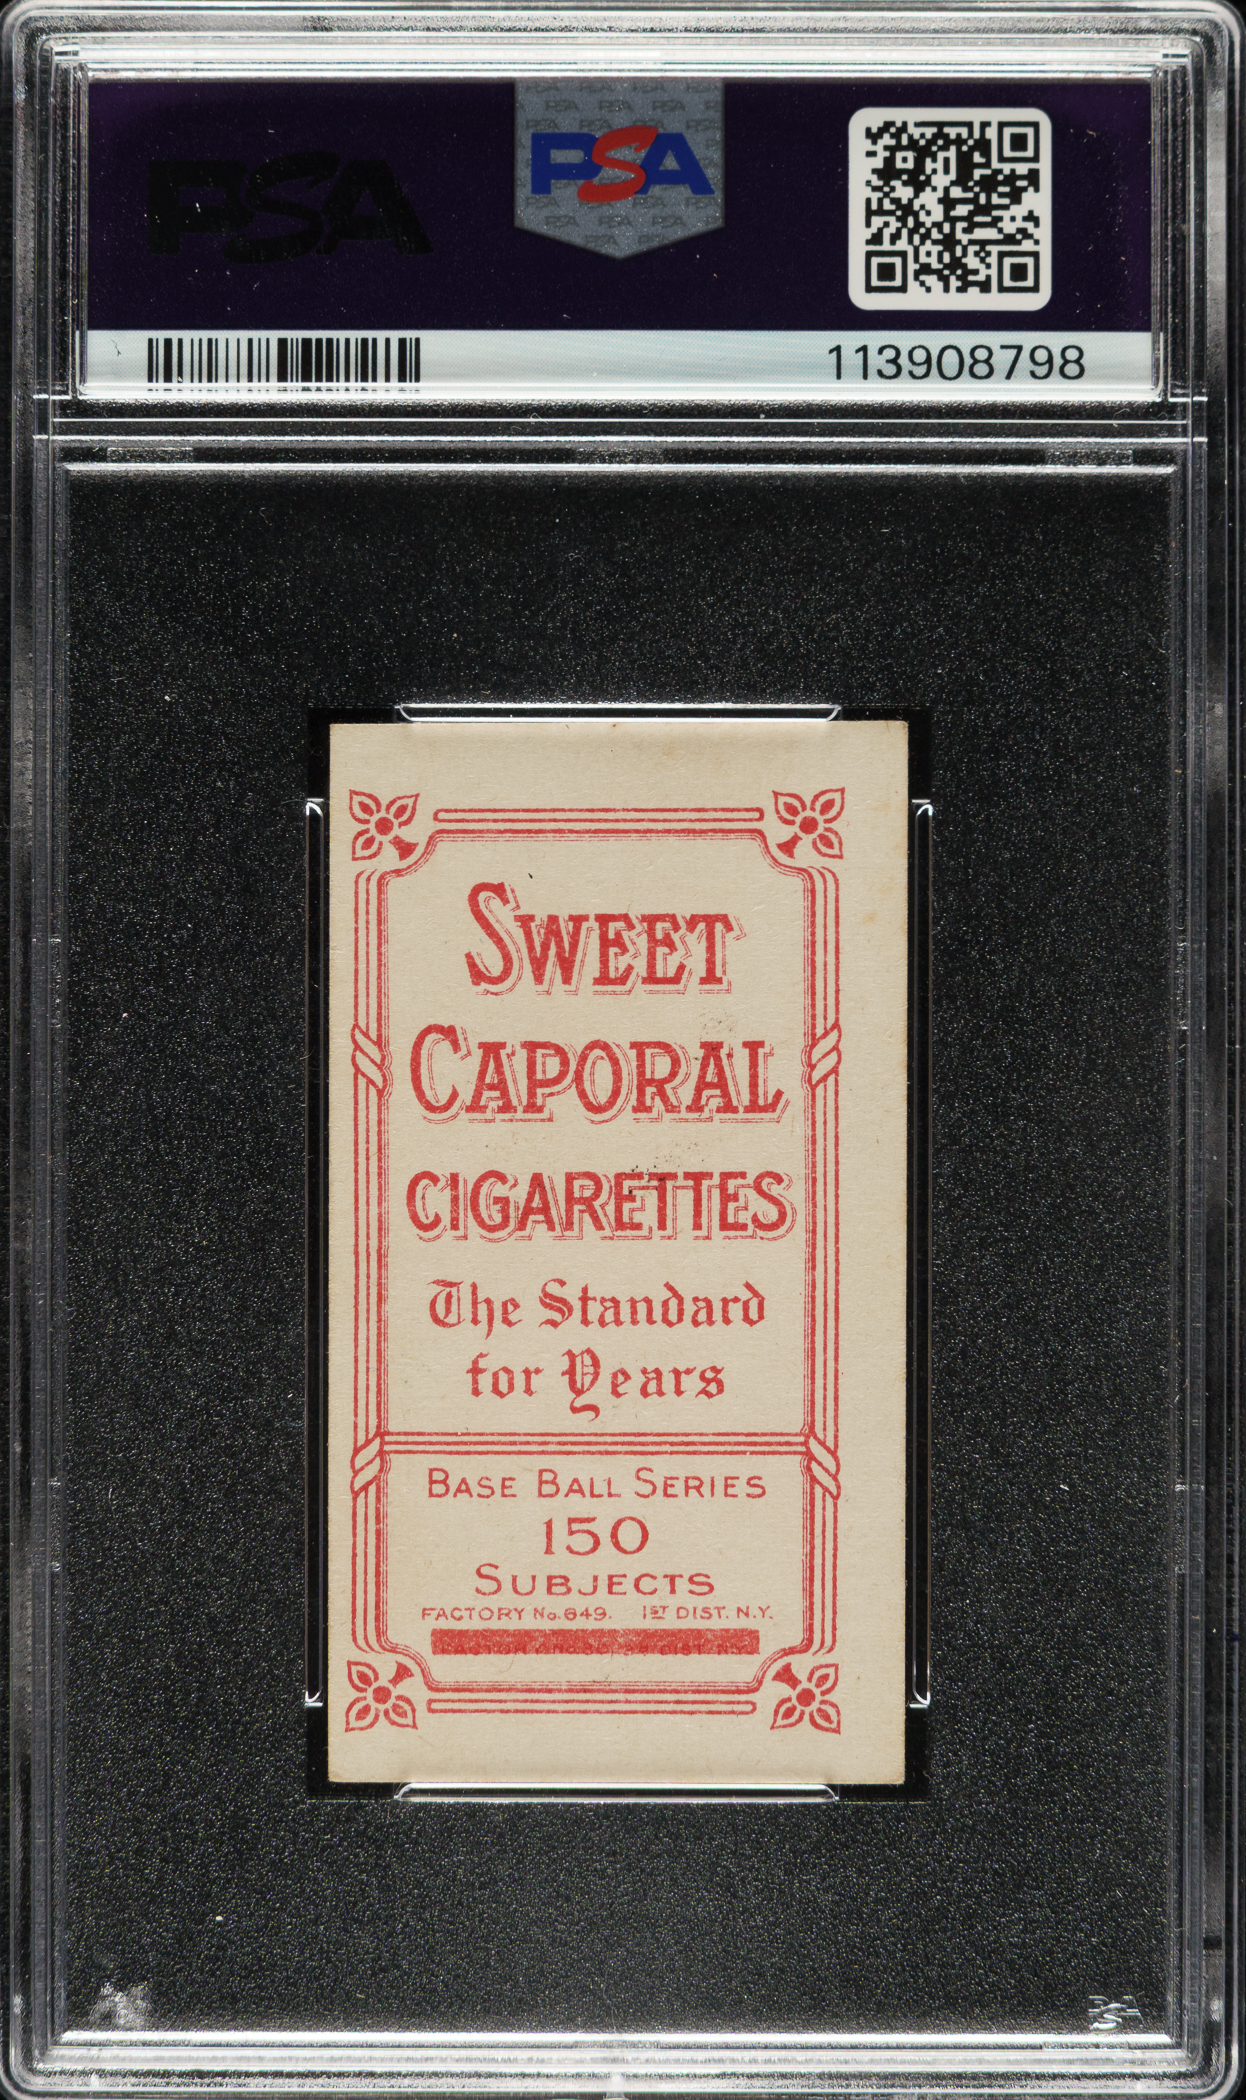 PSA
PSA
113908798
SWEET
CAPORAL
CIGARETTES
The Standard
for Years
BASE BALL SERIES
150
SUBJECTS
FACTORY No. 649. 1ST DIST. N.Y.